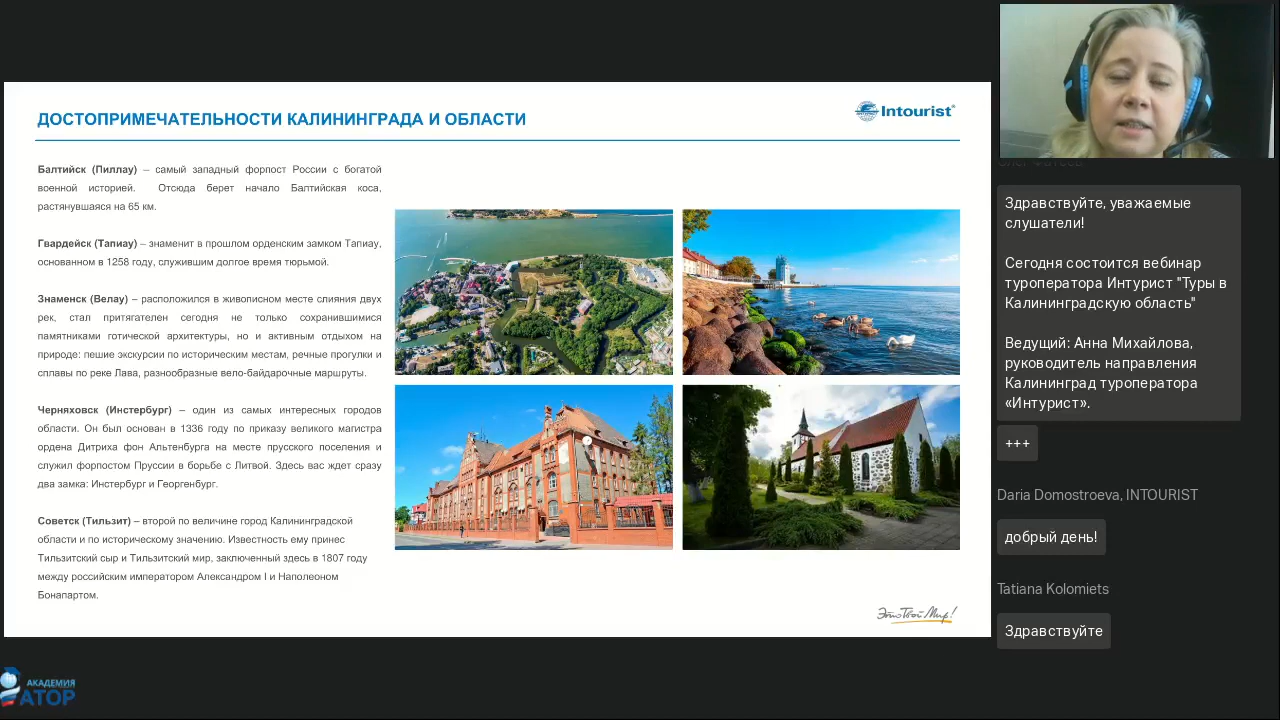 ДОСТОПРИМЕЧАТЕЛЬНОСТИ КАЛИНИНГРАДА И ОБЛАСТИ
Intourist®
Балтийск (Пиллау) – самый западный форпост России с богатой
военной историей. Отсюда берет начало Балтийская коса,
растянувшаяся на 65 км.
Гвардейск (Тапиау) – знаменит в прошлом орденским замком Тапиау,
основанном в 1258 году, служившим долгое время тюрьмой.
Знаменск (Велау) – расположился в живописном месте слияния двух
рек, стал притягателен сегодня не только сохранившимися
памятниками готической архитектуры, но и активным отдыхом на
природе: пешие экскурсии по историческим местам, речные прогулки и
сплавы по реке Лава, разнообразные вело-байдарочные маршруты.
Черняховск (Инстербург) – один из самых интересных городов
области. Он был основан в 1336 году по приказу великого магистра
ордена Дитриха фон Альтенбурга на месте прусского поселения и
служил форпостом Пруссии в борьбе с Литвой. Здесь вас ждет сразу
два замка: Инстербург и Георгенбург.
Советск (Тильзит) – второй по величине город Калининградской
области и по историческому значению. Известность ему принес
Тильзитский сыр и Тильзитский мир, заключенный здесь в 1807 году
между российским императором Александром I и Наполеоном
Бонапартом.
Это Твой Мир!
АКАДЕМИЯ
АТОР
Здравствуйте, уважаемые
слушатели!
Сегодня состоится вебинар
туроператора Интурист "Туры в
Калининградскую область"
Ведущий: Анна Михайлова,
руководитель направления
Калининград туроператора
«Интурист».
+++
Daria Domostroeva, INTOURIST
добрый день!
Tatiana Kolomiets
Здравствуйте